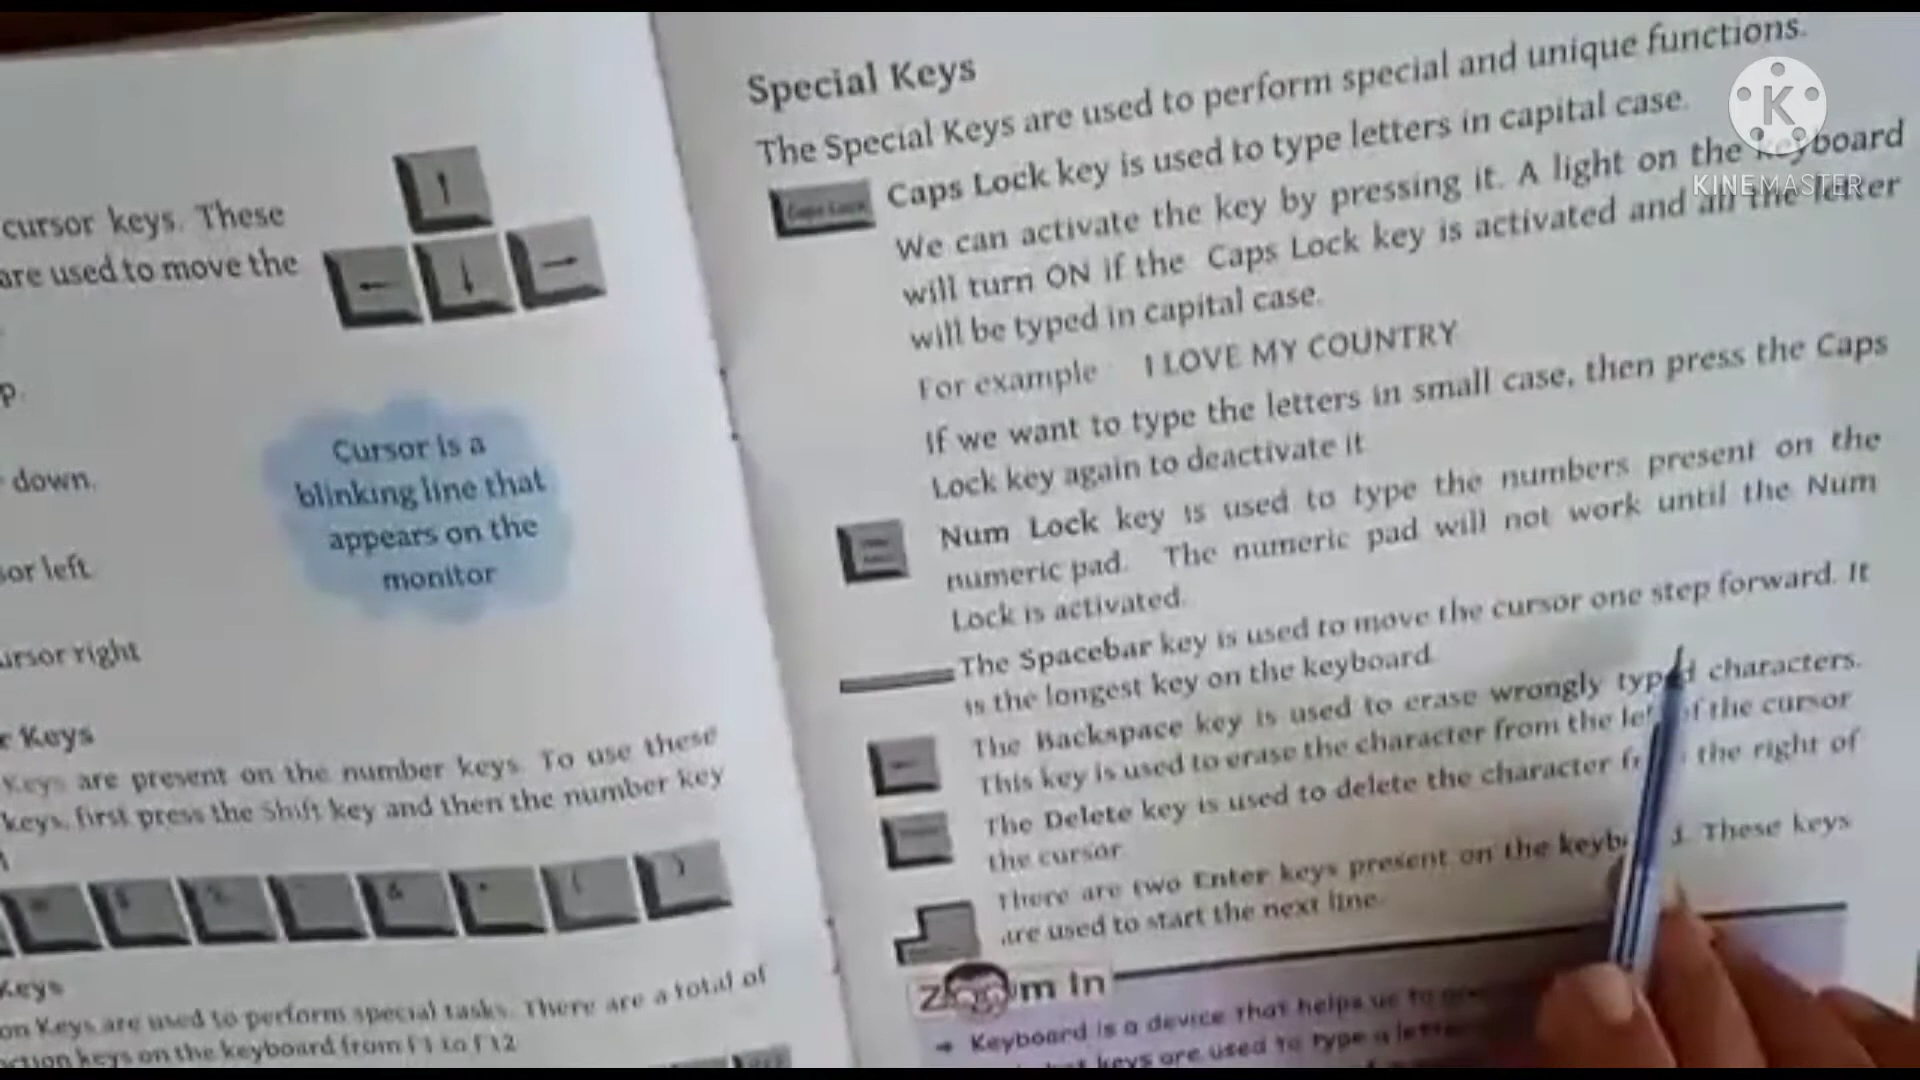 cursor keys. These
are used to move the
p.
down.
sor left
ursor right
Cursor is a
blinking line that
appears on the
monitor
r Keys
Keys are present on the number keys. To use these
keys, first press the Shift key and then the number key
$
&
*
(
)
Keys
on Keys are used to perform special tasks. There are a total of
ction keys on the keyboard from F1 to F12
Special Keys
The Special Keys are used to perform special and unique functions.
Caps Lock
Caps Lock key is used to type letters in capital case.
We can activate the key by pressing it. A light on the keyboard
will turn ON if the Caps Lock key is activated and all the letter
will be typed in capital case.
For example I LOVE MY COUNTRY
If we want to type the letters in small case, then press the Caps
Lock key again to deactivate it
Num Lock key is used to type the numbers present on the
numeric pad. The numeric pad will not work until the Num
Lock is activated.
The Spacebar key is used to move the cursor one step forward. It
is the longest key on the keyboard.
The Backspace key is used to erase wrongly typed characters.
This key is used to erase the character from the left of the cursor
The Delete key is used to delete the character from the right of
the cursor.
There are two Enter keys present on the keyboard. These keys
are used to start the next line.
Zoom in
Keyboard is a device that helps us to
keys are used to type a letter
K
KINEMASTER